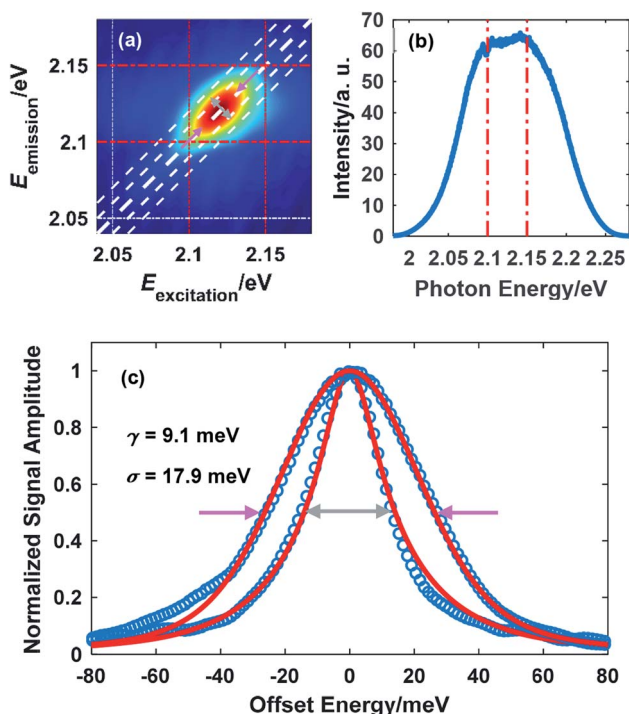 (a)
2.15
2.1
2.05
E emission/eV
2.05 2.1 2.15
E excitation/eV
(b)
70
60
50
40
30
20
10
0
Intensity/a. u.
2 2.05 2.1 2.15 2.2 2.25
Photon Energy/eV
(c)
γ = 9.1 meV
σ = 17.9 meV
1
0.8
0.6
0.4
0.2
0
Normalized Signal Amplitude
-80 -60 -40 -20 0 20 40 60 80
Offset Energy/meV